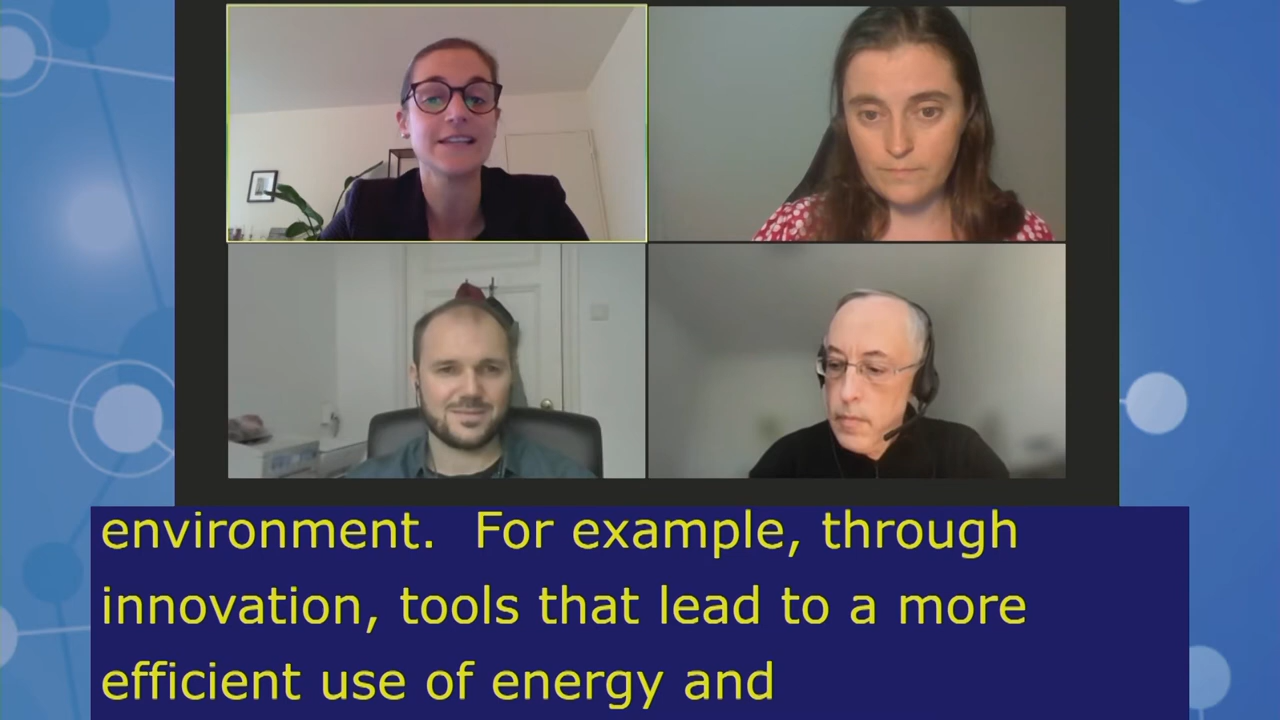 environment.  For example, through
innovation, tools that lead to a more
efficient use of energy and